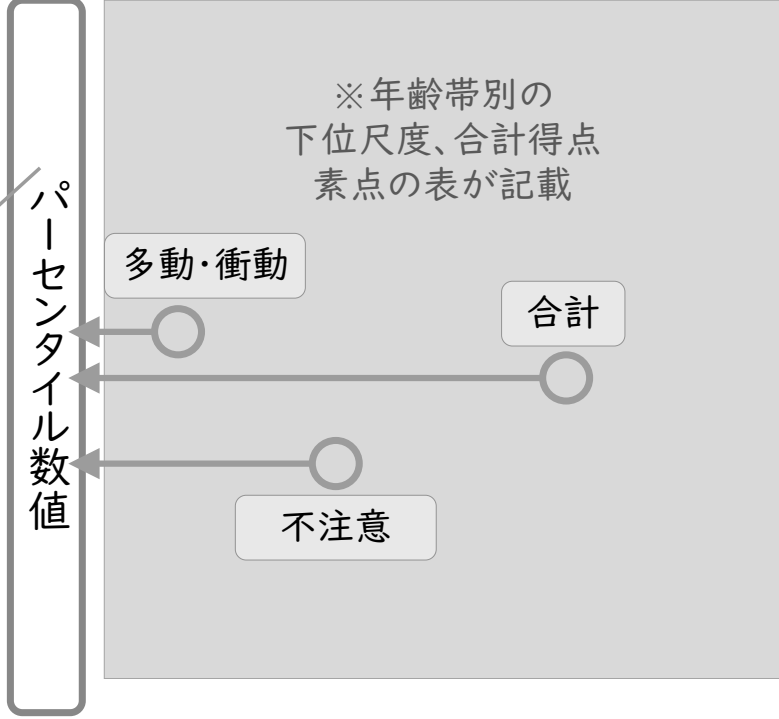 パーセンタイル数値
※年齢帯別の
下位尺度、合計得点
素点の表が記載
多動・衝動
合計
不注意